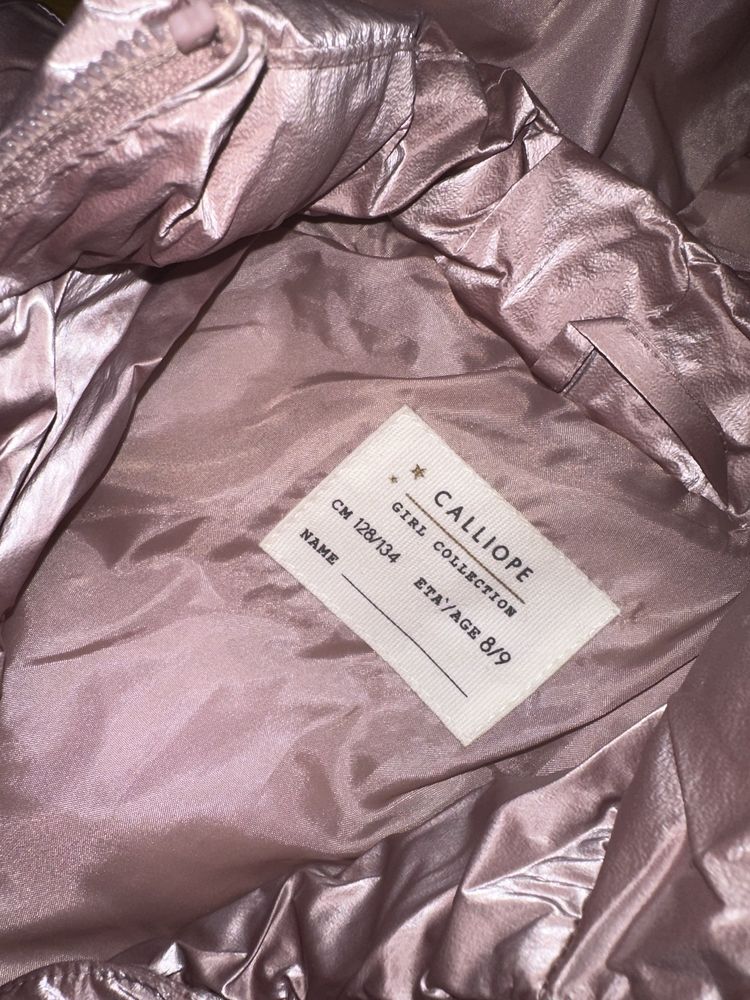 CALLIOPE
GIRL COLLECTION
CM 128/134 ETA'/AGE 8/9
NAME